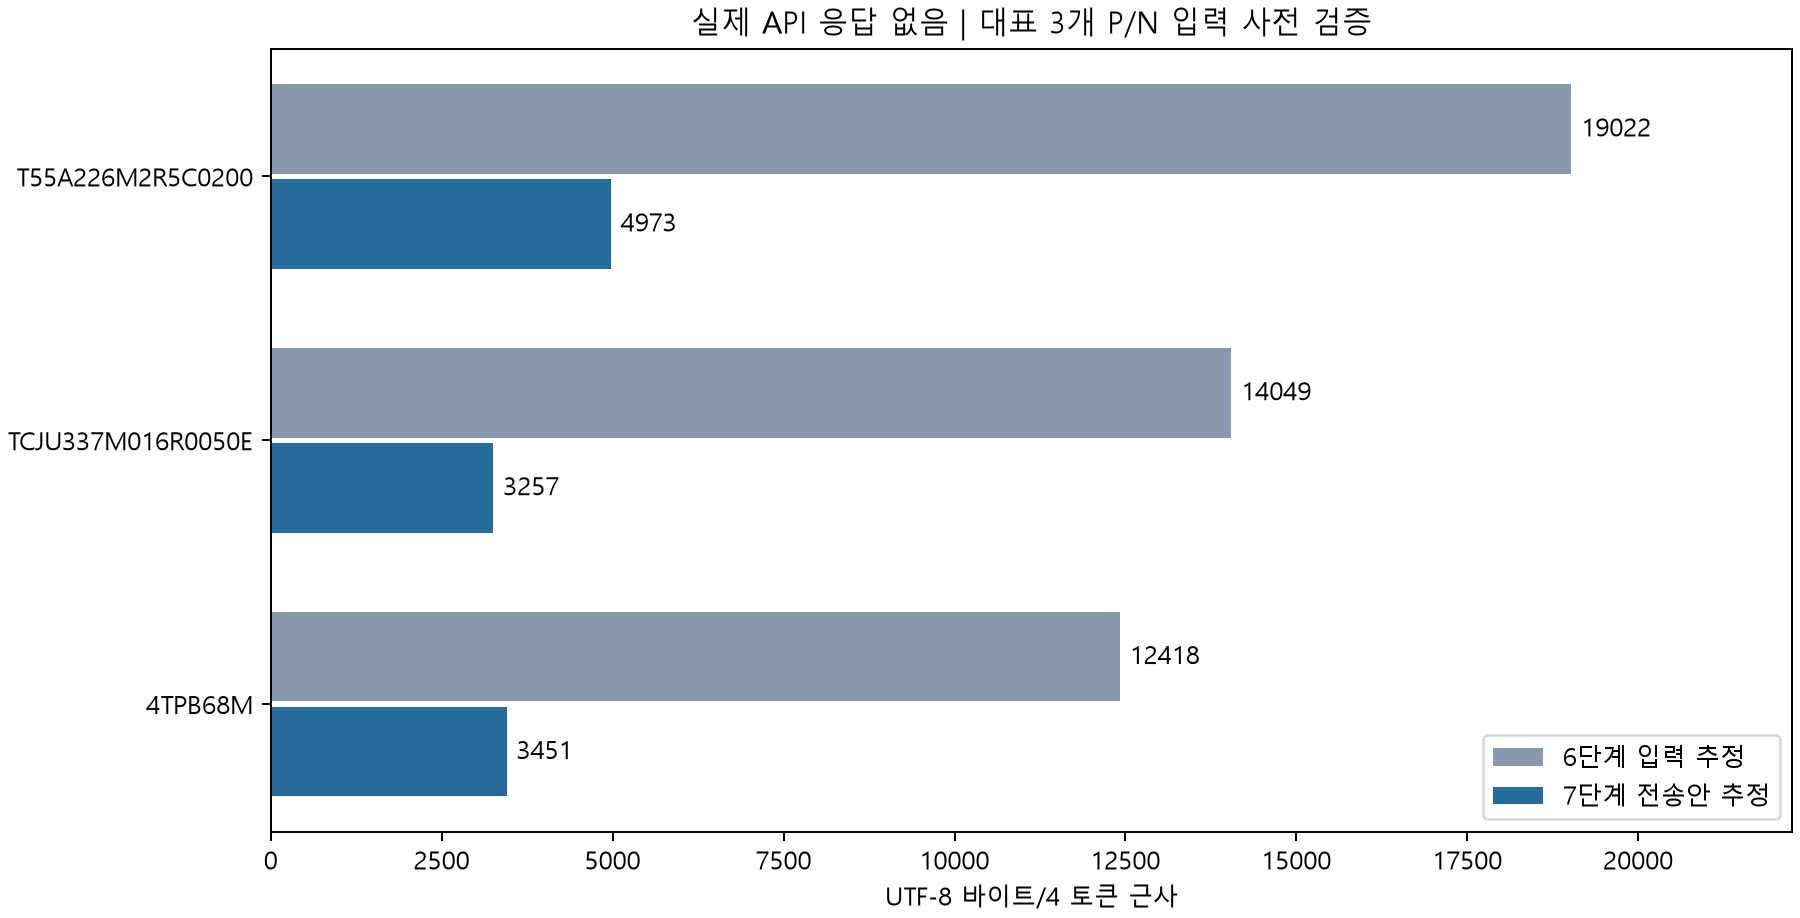 실제 API 응답 없음 | 대표 3개 P/N 입력 사전 검증
T55A226M2R5C0200
19022
4973
TCJU337M016R0050E
14049
3257
4TPB68M
12418
3451
6단계 입력 추정
7단계 전송안 추정
0 2500 5000 7500 10000 12500 15000 17500 20000
UTF-8 바이트/4 토큰 근사